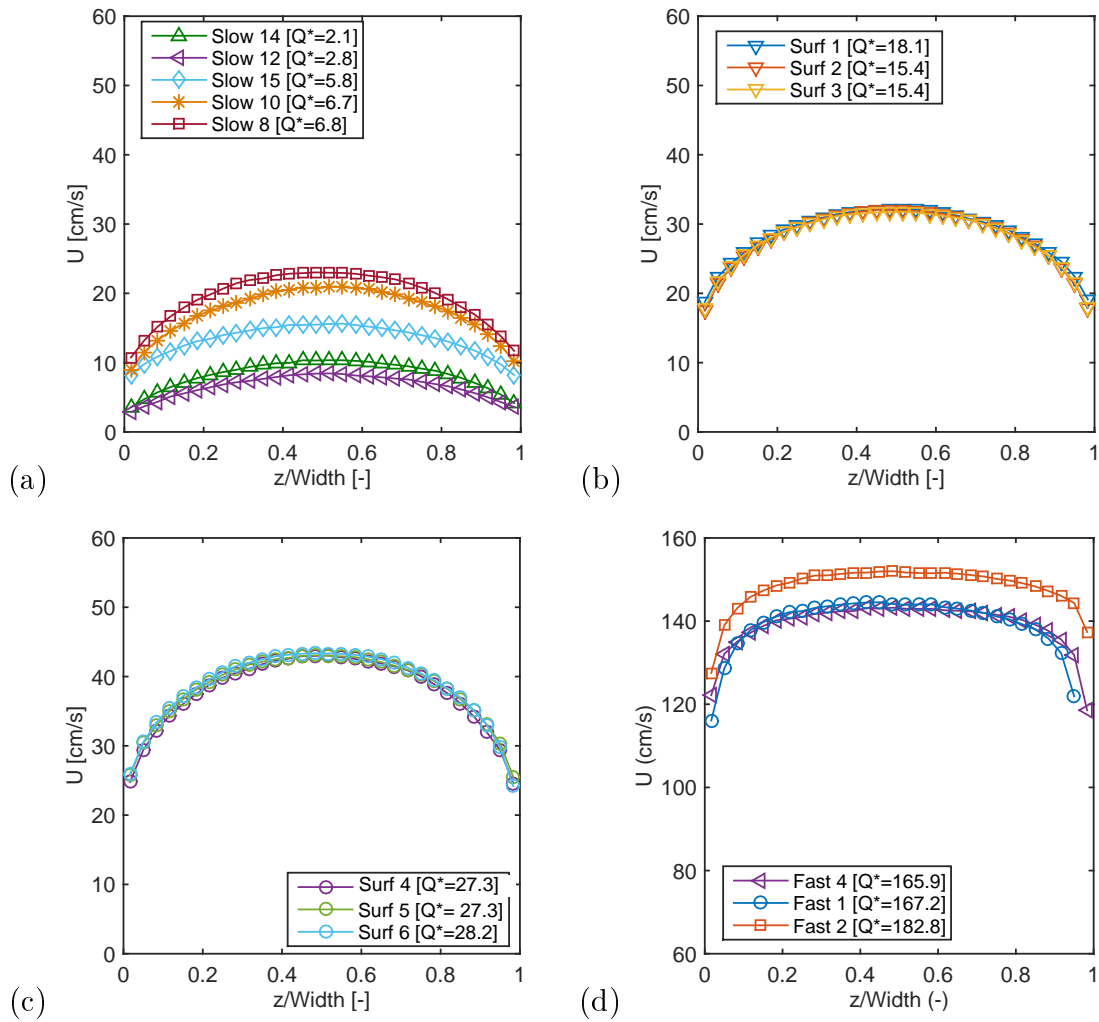 60
50
40
30
20
10
0
U [cm/s]
Slow 14 [Q*=2.1]
Slow 12 [Q*=2.8]
Slow 15 [Q*=5.8]
Slow 10 [Q*=6.7]
Slow 8 [Q*=6.8]
0 0.2 0.4 0.6 0.8 1
z/Width [-]
(a)
60
50
40
30
20
10
0
U [cm/s]
Surf 1 [Q*=18.1]
Surf 2 [Q*=15.4]
Surf 3 [Q*=15.4]
0 0.2 0.4 0.6 0.8 1
z/Width [-]
(b)
60
50
40
30
20
10
0
U [cm/s]
Surf 4 [Q*=27.3]
Surf 5 [Q*= 27.3]
Surf 6 [Q*=28.2]
0 0.2 0.4 0.6 0.8 1
z/Width [-]
(c)
160
140
120
100
80
60
U (cm/s)
Fast 4 [Q*=165.9]
Fast 1 [Q*=167.2]
Fast 2 [Q*=182.8]
0 0.2 0.4 0.6 0.8 1
z/Width (-)
(d)